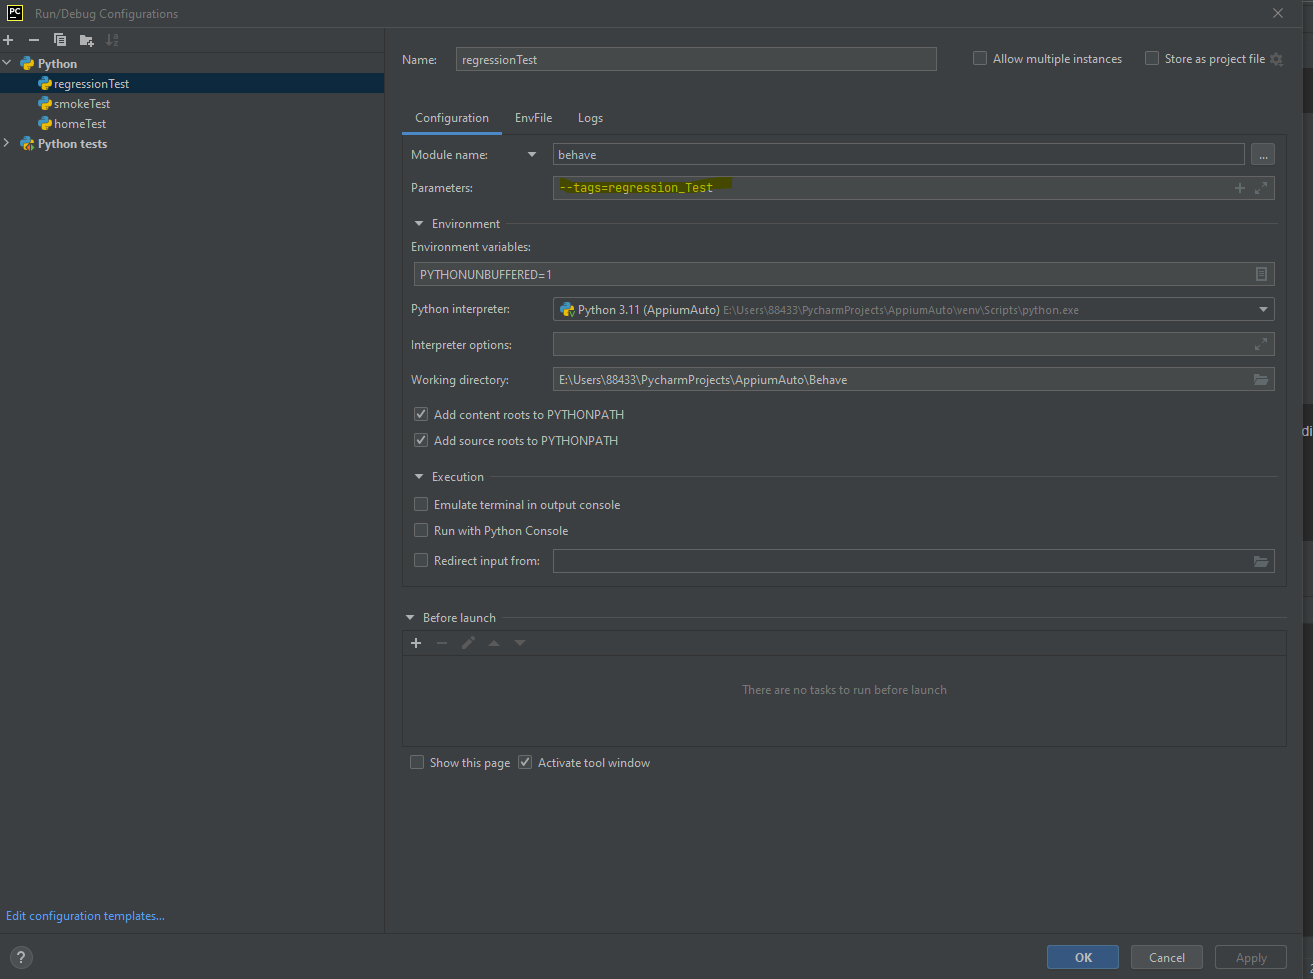 PC Run/Debug Configurations
Python
regressionTest
smokeTest
homeTest
Python tests
Edit configuration templates...
?
Name: regressionTest Allow multiple instances Store as project file
Configuration EnvFile Logs
Module name: behave ...
Parameters: --tags=regression_Test
Environment
Environment variables:
PYTHONUNBUFFERED=1
Python interpreter: Python 3.11 (AppiumAuto) E:\Users\88433\PycharmProjects\AppiumAuto\venv\Scripts\python.exe
Interpreter options:
Working directory: E:\Users\88433\PycharmProjects\AppiumAuto\Behave
Add content roots to PYTHONPATH
Add source roots to PYTHONPATH
Execution
Emulate terminal in output console
Run with Python Console
Redirect input from:
Before launch
There are no tasks to run before launch
Show this page Activate tool window
OK Cancel Apply
di